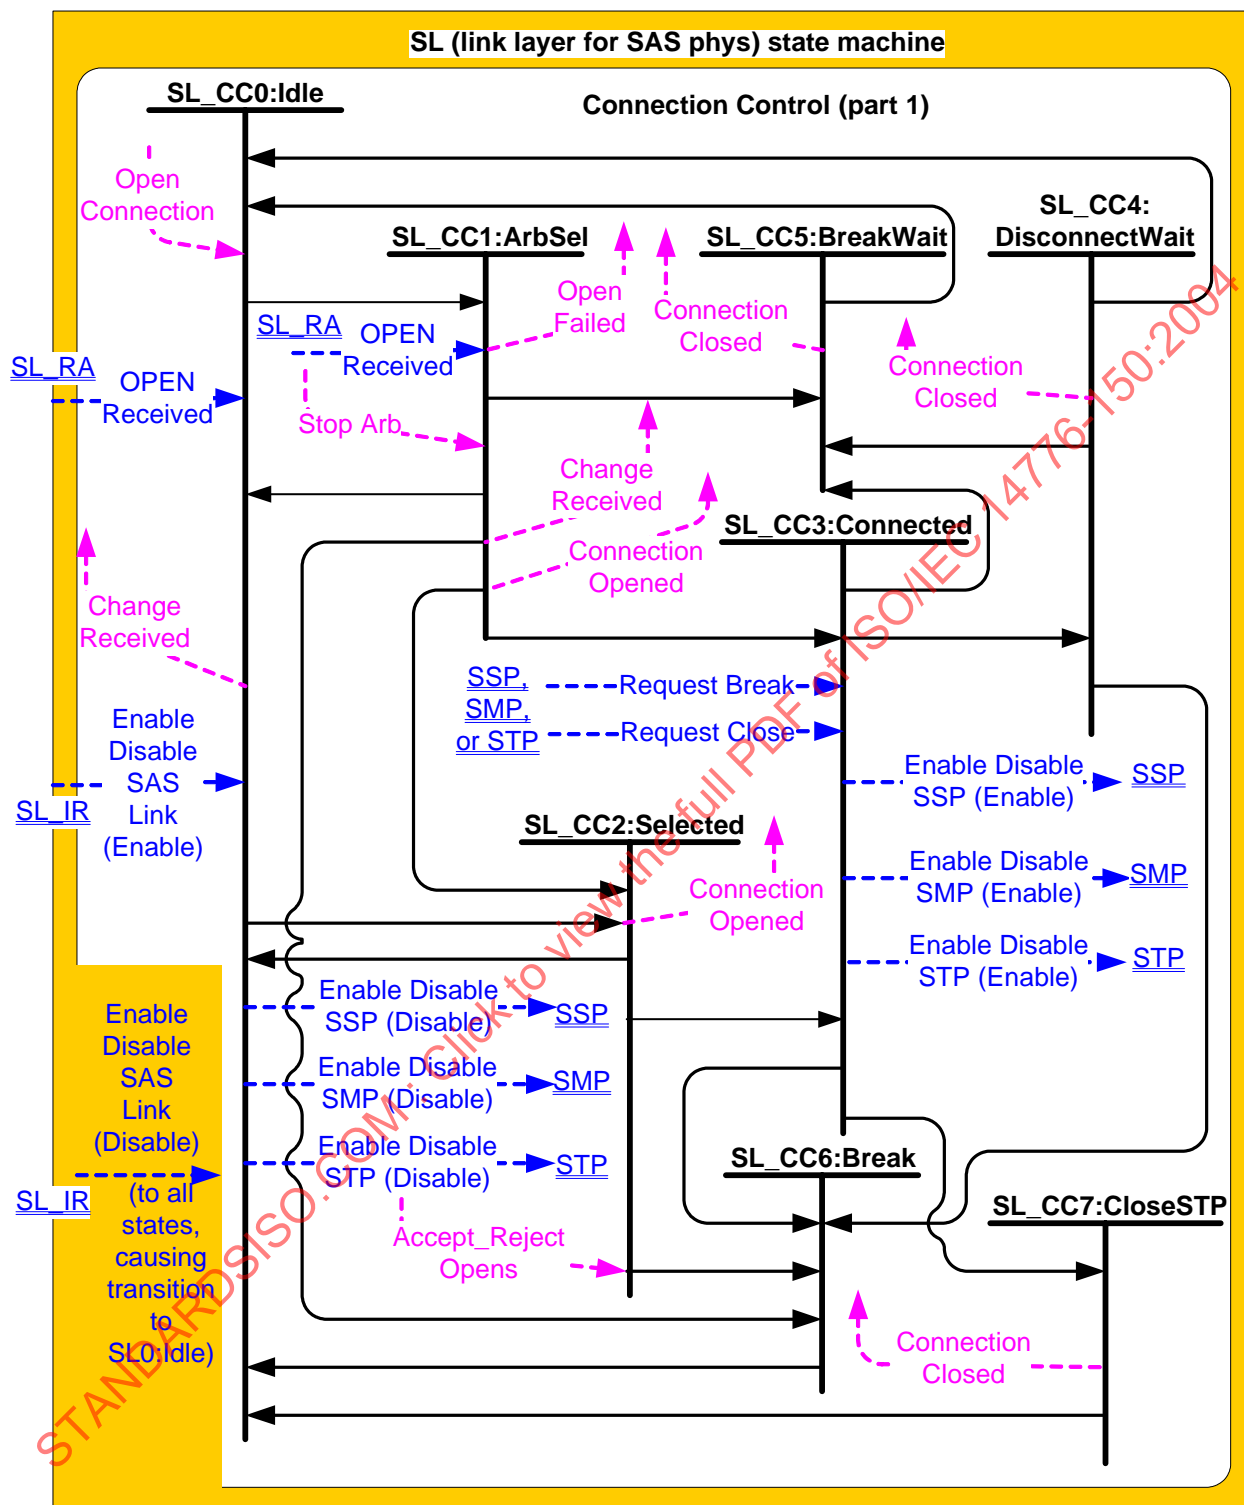 SL (link layer for SAS phys) state machine
SL_CC0:Idle
Connection Control (part 1)
Open
Connection
SL_CC4:
DisconnectWait
SL_CC1:ArbSel
SL_CC5:BreakWait
Open
Failed
Connection
Closed
SL_RA
OPEN
Received
Connection
Closed
SL_RA
OPEN
Received
Stop Arb
Change
Received
SL_CC3:Connected
Connection
Opened
Change
Received
SSP,
SMP,
or STP
Request Break
Request Close
Enable
Disable
SAS
Link
(Enable)
SL_IR
Enable Disable
SSP (Enable)
SSP
SL_CC2:Selected
Enable Disable
SMP (Enable)
SMP
Connection
Opened
Enable Disable
STP (Enable)
STP
Enable Disable
SSP (Disable)
SSP
Enable
Disable
SAS
Link
(Disable)
SL_IR
(to all
states,
causing
transition
to
SL0:Idle)
Enable Disable
SMP (Disable)
SMP
Enable Disable
STP (Disable)
STP
SL_CC6:Break
SL_CC7:CloseSTP
Accept_Reject
Opens
Connection
Closed
STANDARDSISO.COM : Click to view the full PDF of ISO/IEC 14776-150:2004